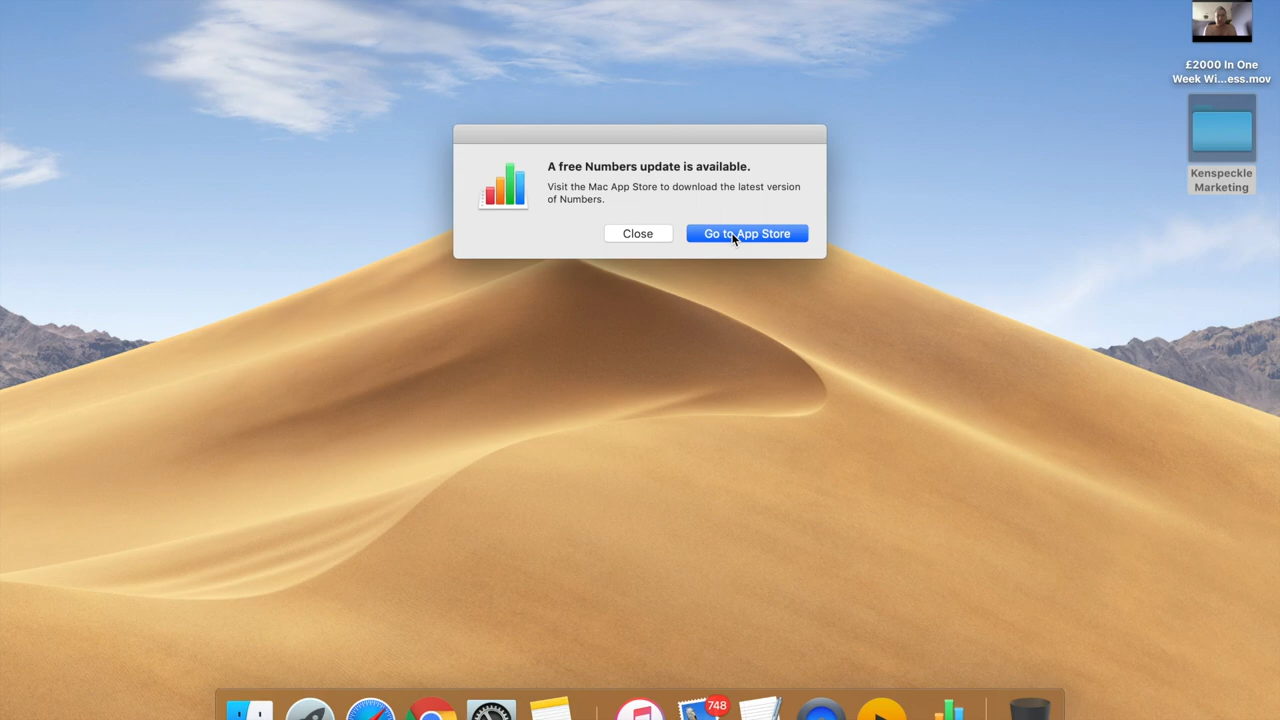 £2000 In One
Week Wi...ess.mov
Kenspeckle
Marketing
A free Numbers update is available.
Visit the Mac App Store to download the latest version
of Numbers.
Close
Go to App Store
748